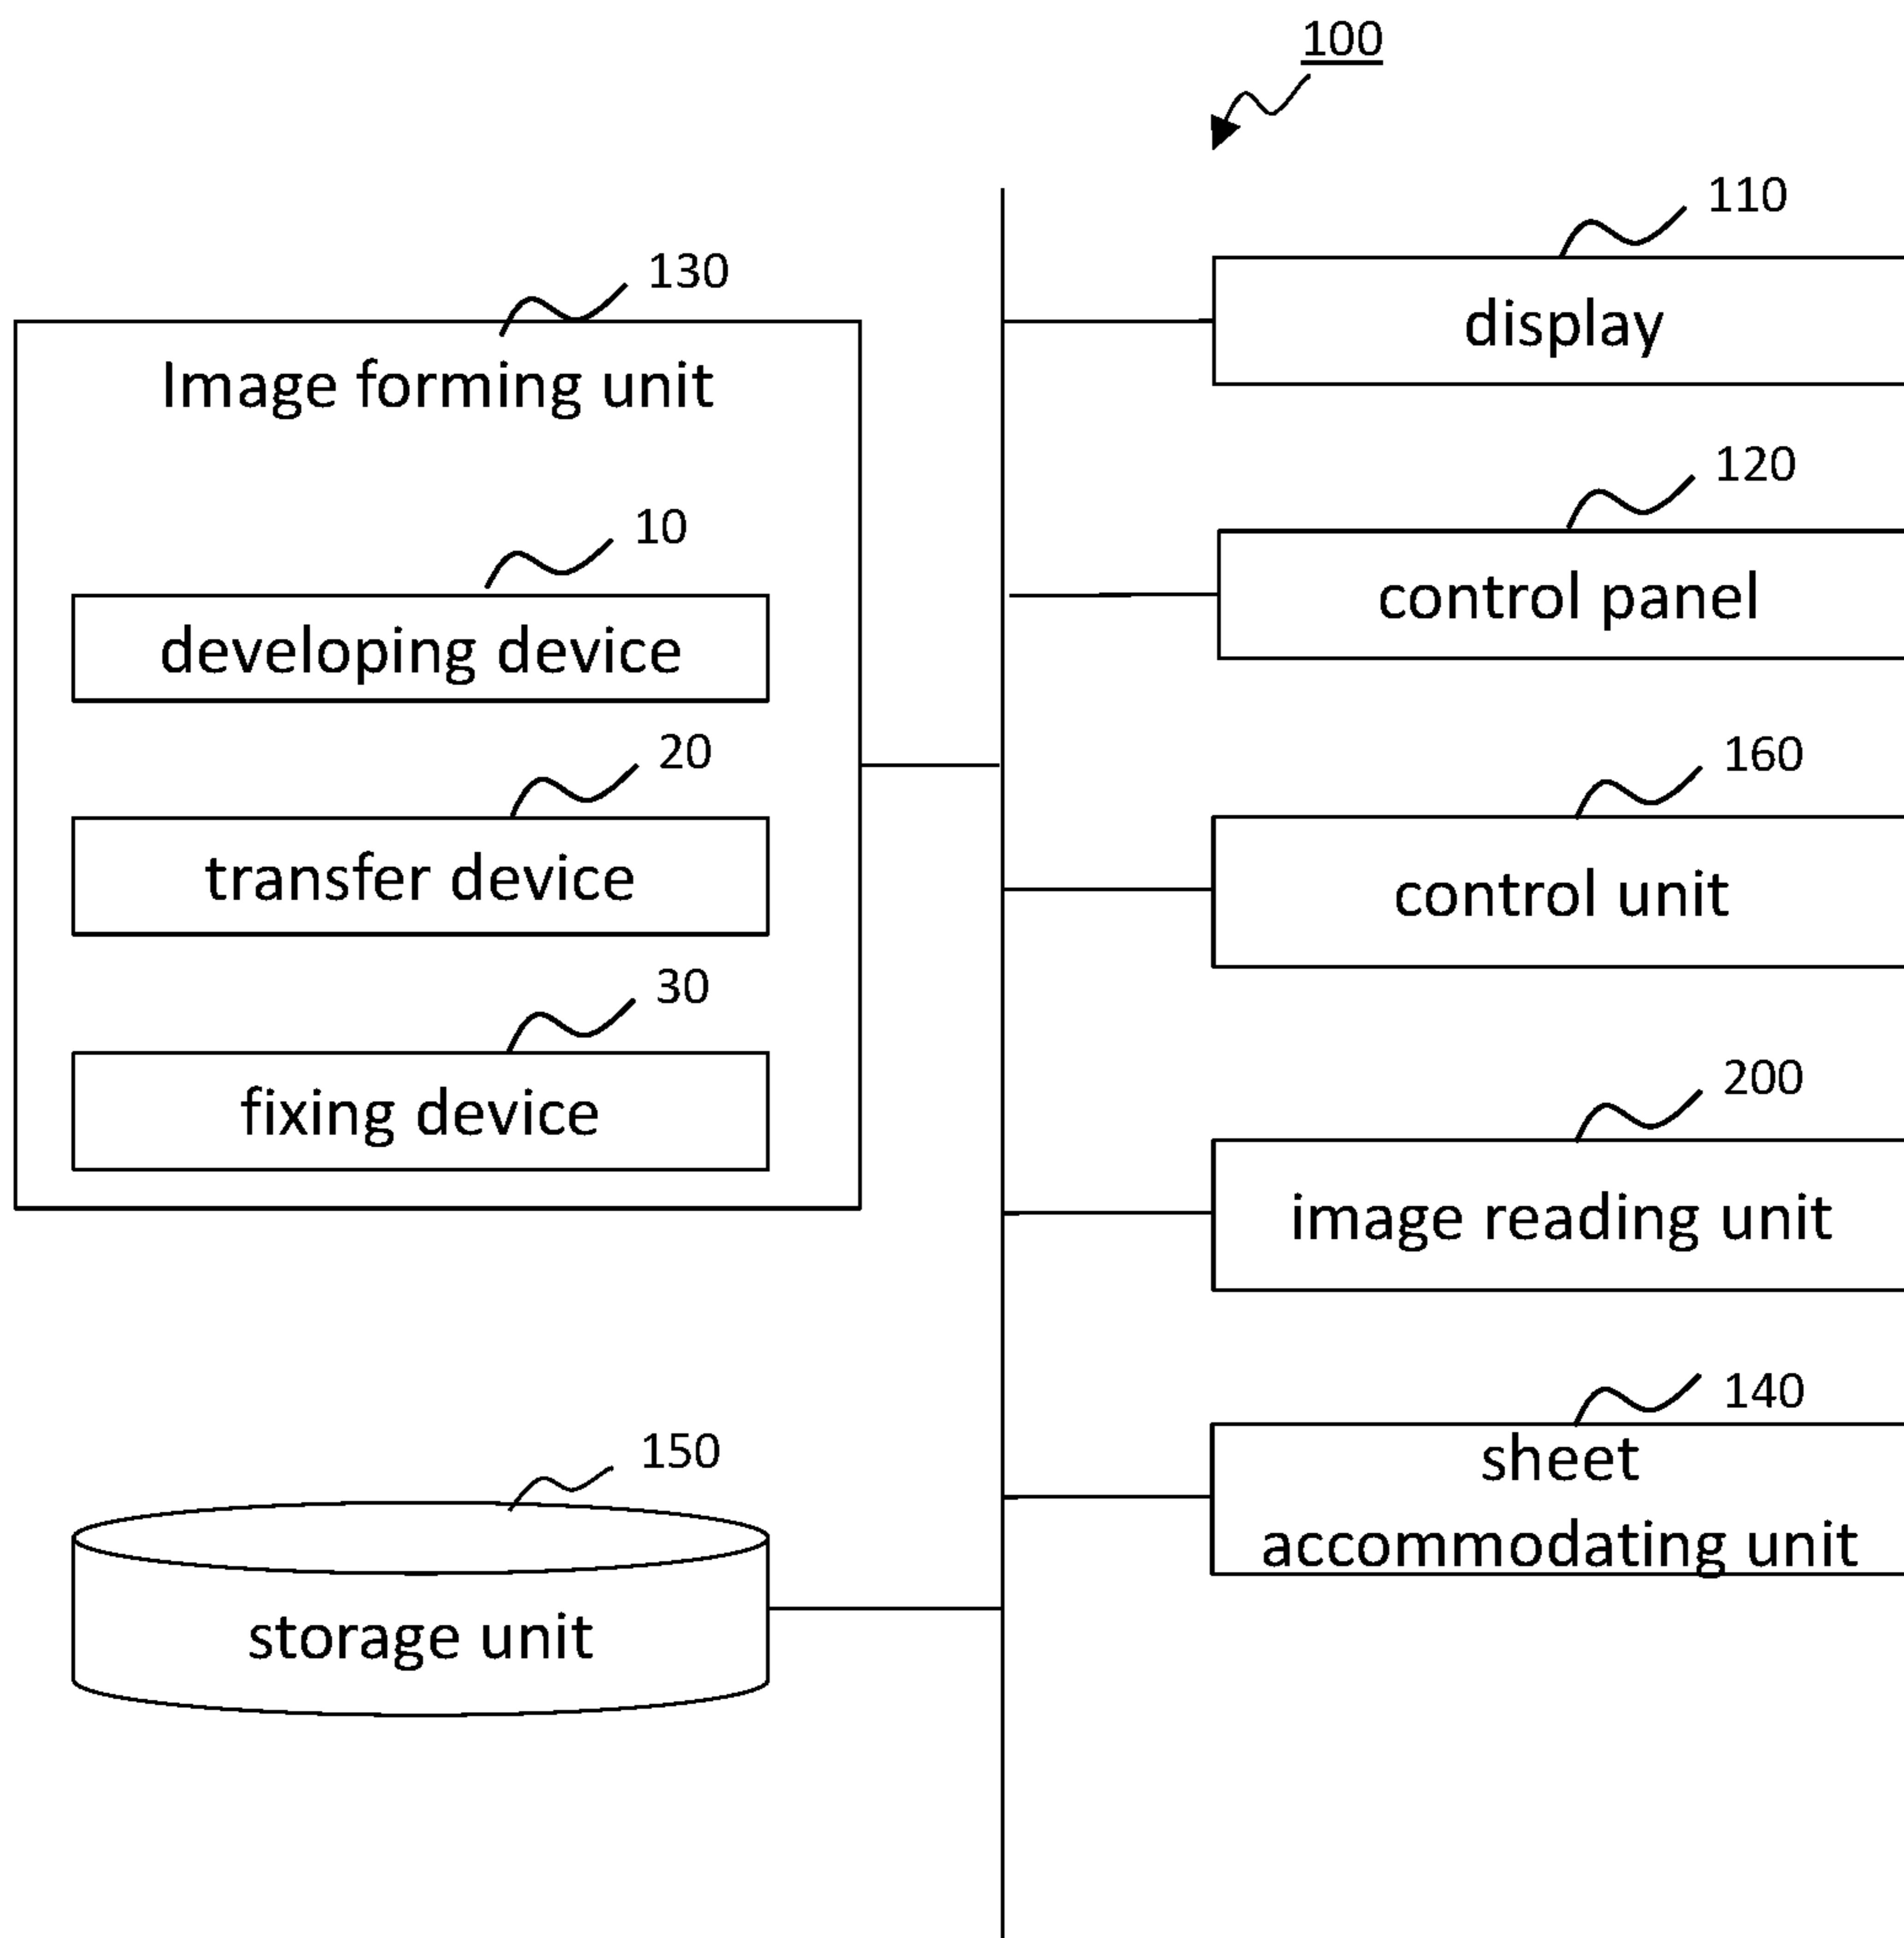 100
110
display
130
Image forming unit
120
control panel
10
developing device
160
control unit
20
transfer device
30
fixing device
200
image reading unit
140
sheet
accommodating unit
150
storage unit